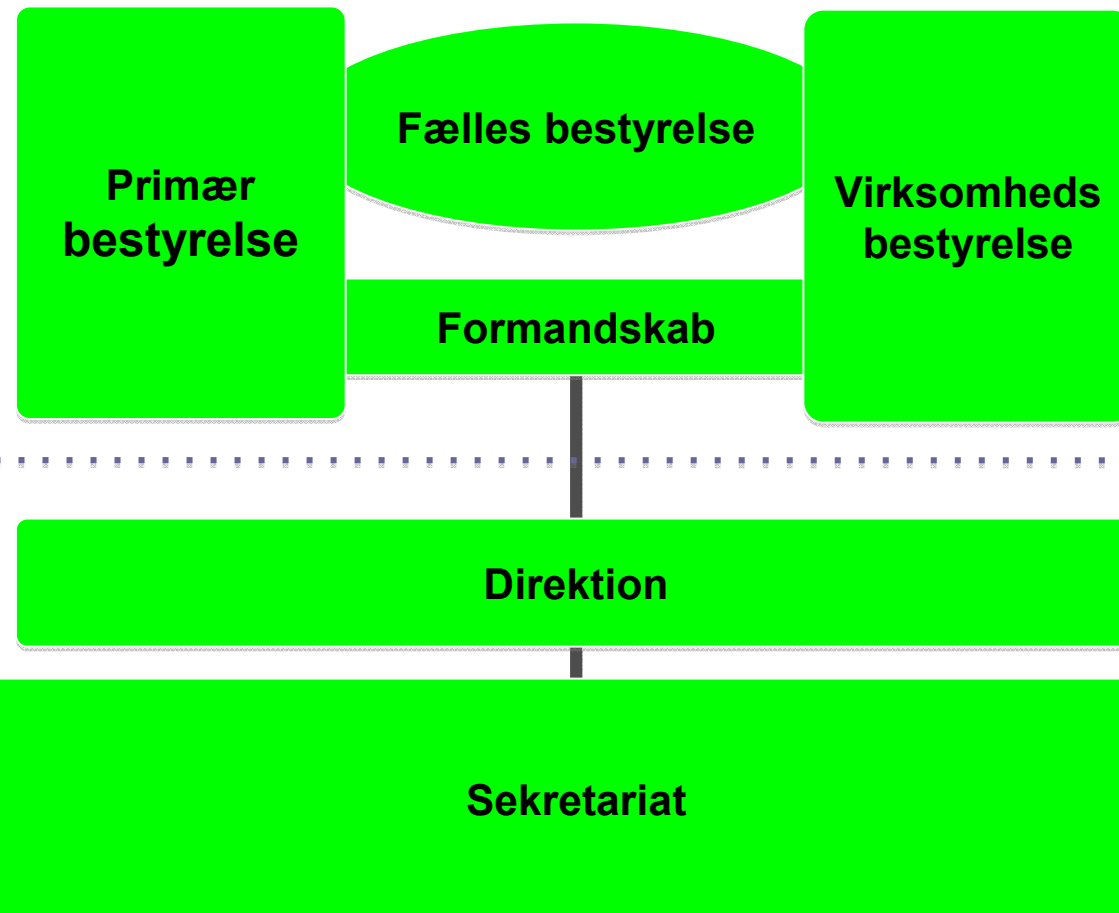 Primær
bestyrelse
Fælles bestyrelse
Virksomheds
bestyrelse
Formandskab
Direktion
Sekretariat